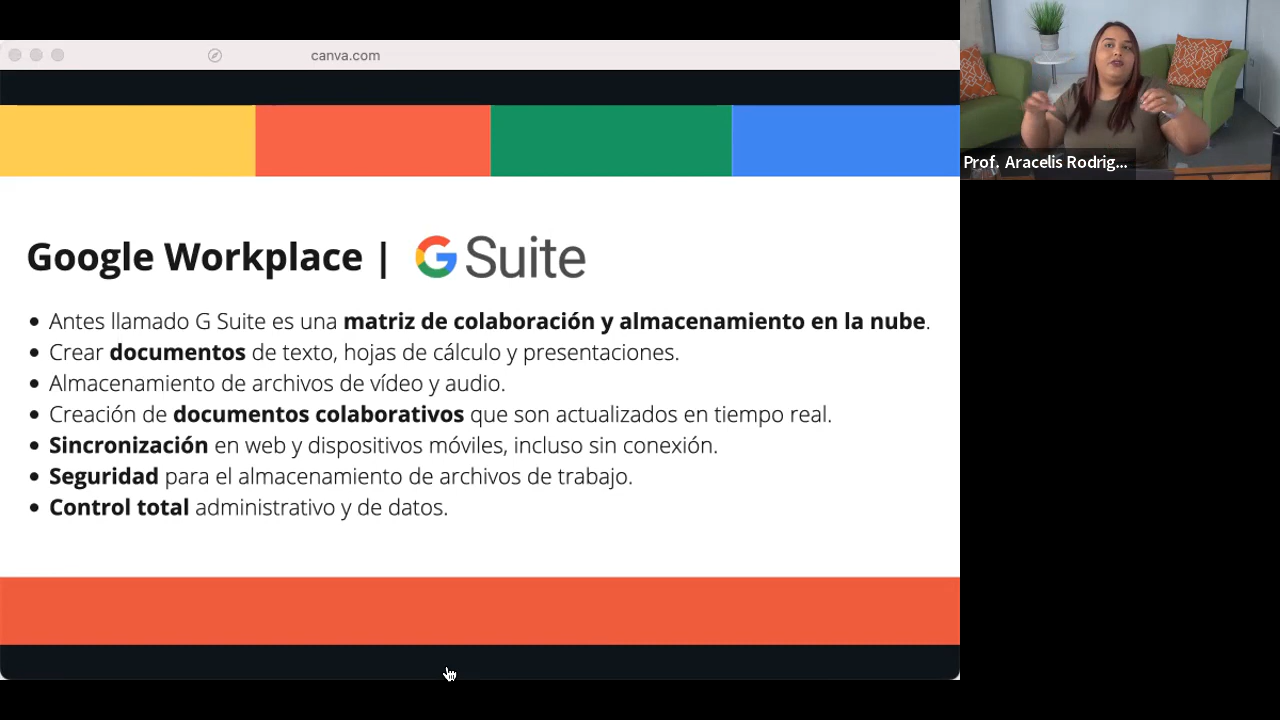 canva.com
Google Workplace | G Suite
• Antes llamado G Suite es una matriz de colaboración y almacenamiento en la nube.
• Crear documentos de texto, hojas de cálculo y presentaciones.
• Almacenamiento de archivos de vídeo y audio.
• Creación de documentos colaborativos que son actualizados en tiempo real.
• Sincronización en web y dispositivos móviles, incluso sin conexión.
• Seguridad para el almacenamiento de archivos de trabajo.
• Control total administrativo y de datos.
Prof. Aracelis Rodrig...